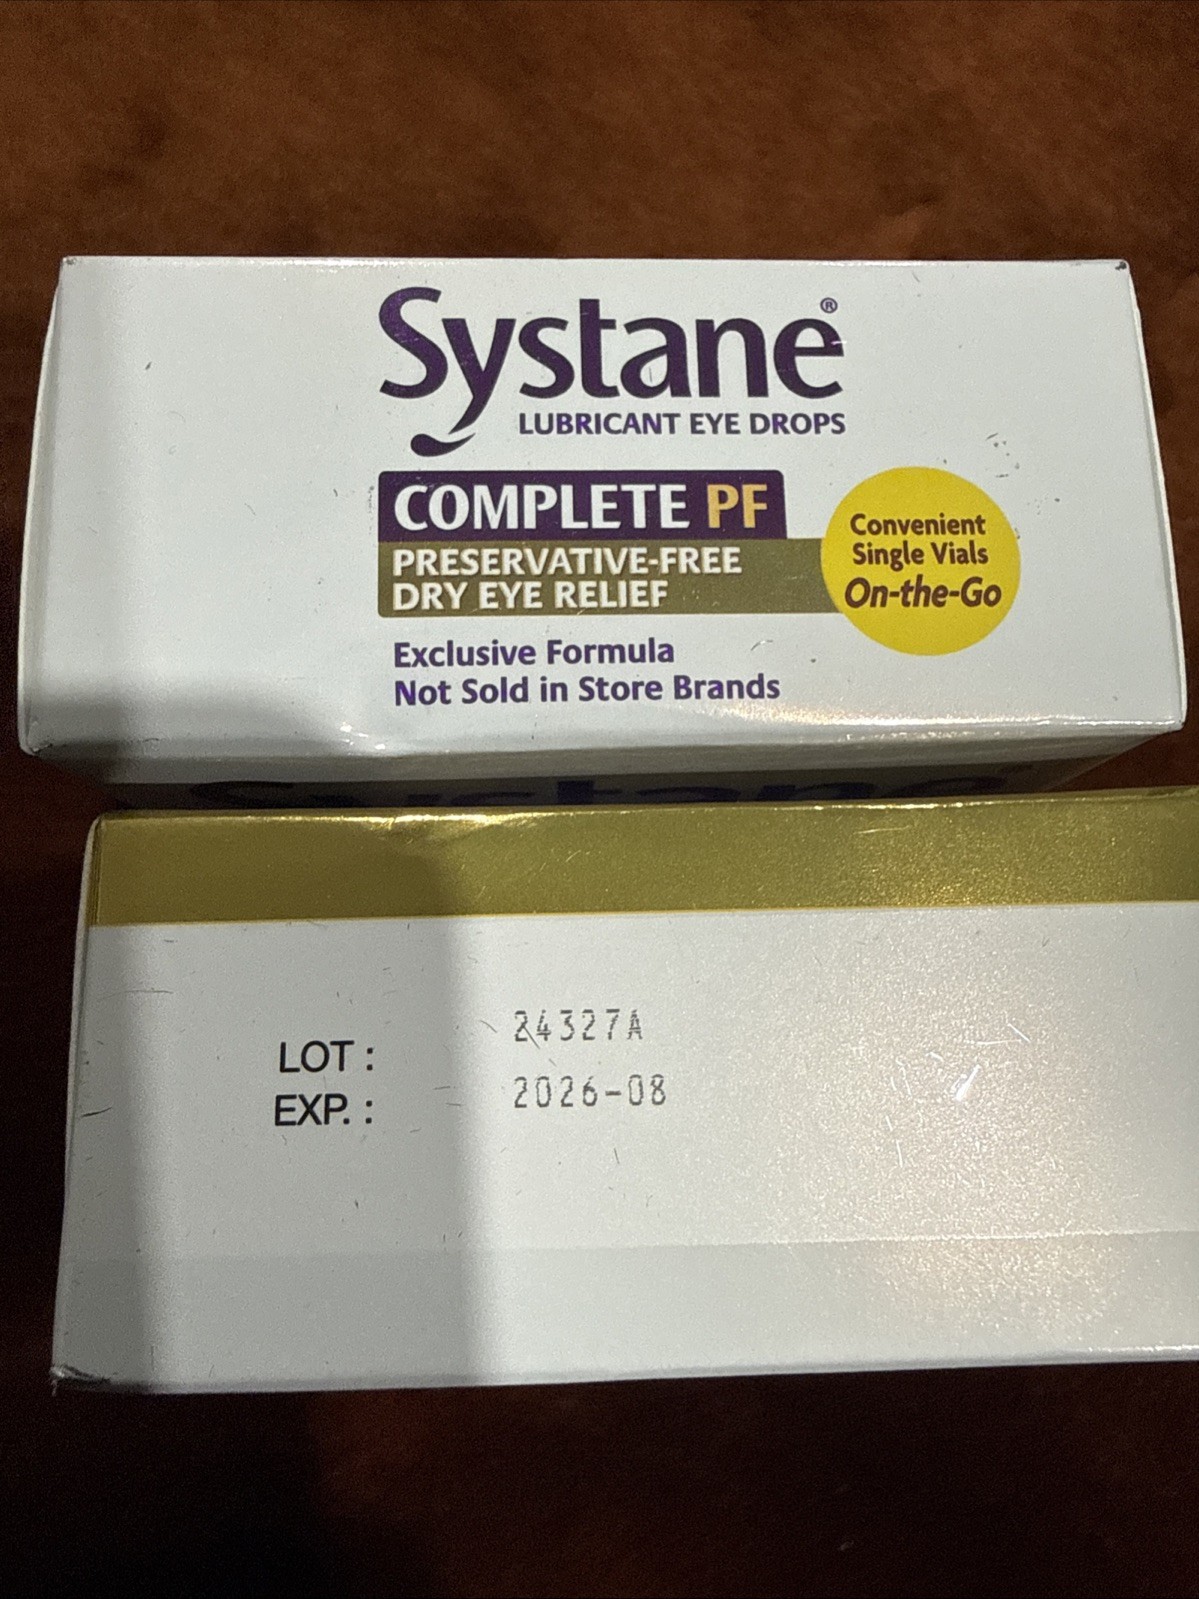 Systane®
LUBRICANT EYE DROPS
COMPLETE PF
PRESERVATIVE-FREE
DRY EYE RELIEF
Convenient
Single Vials
On-the-Go
Exclusive Formula
Not Sold in Store Brands
Systane
LOT : 24327A
EXP. : 2026-08